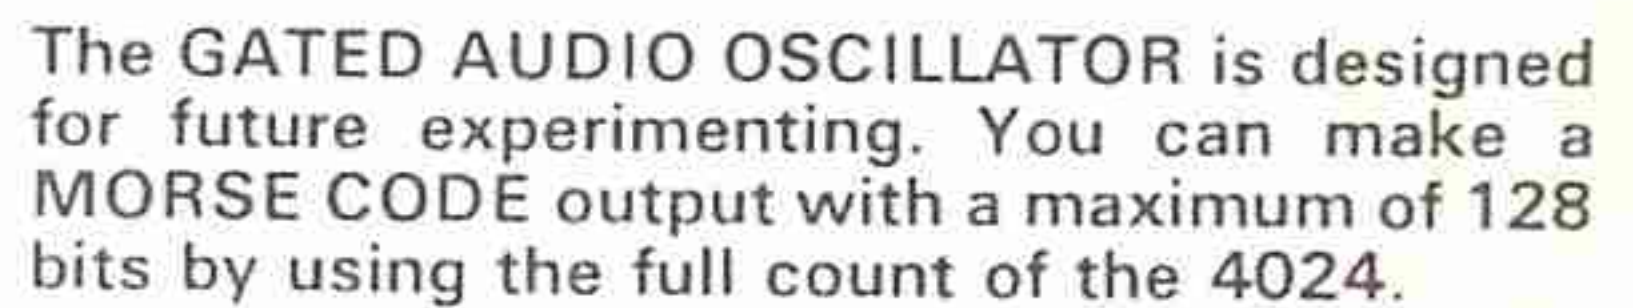 The GATED AUDIO OSCILLATOR is designed
for future experimenting. You can make a
MORSE CODE output with a maximum of 128
bits by using the full count of the 4024.